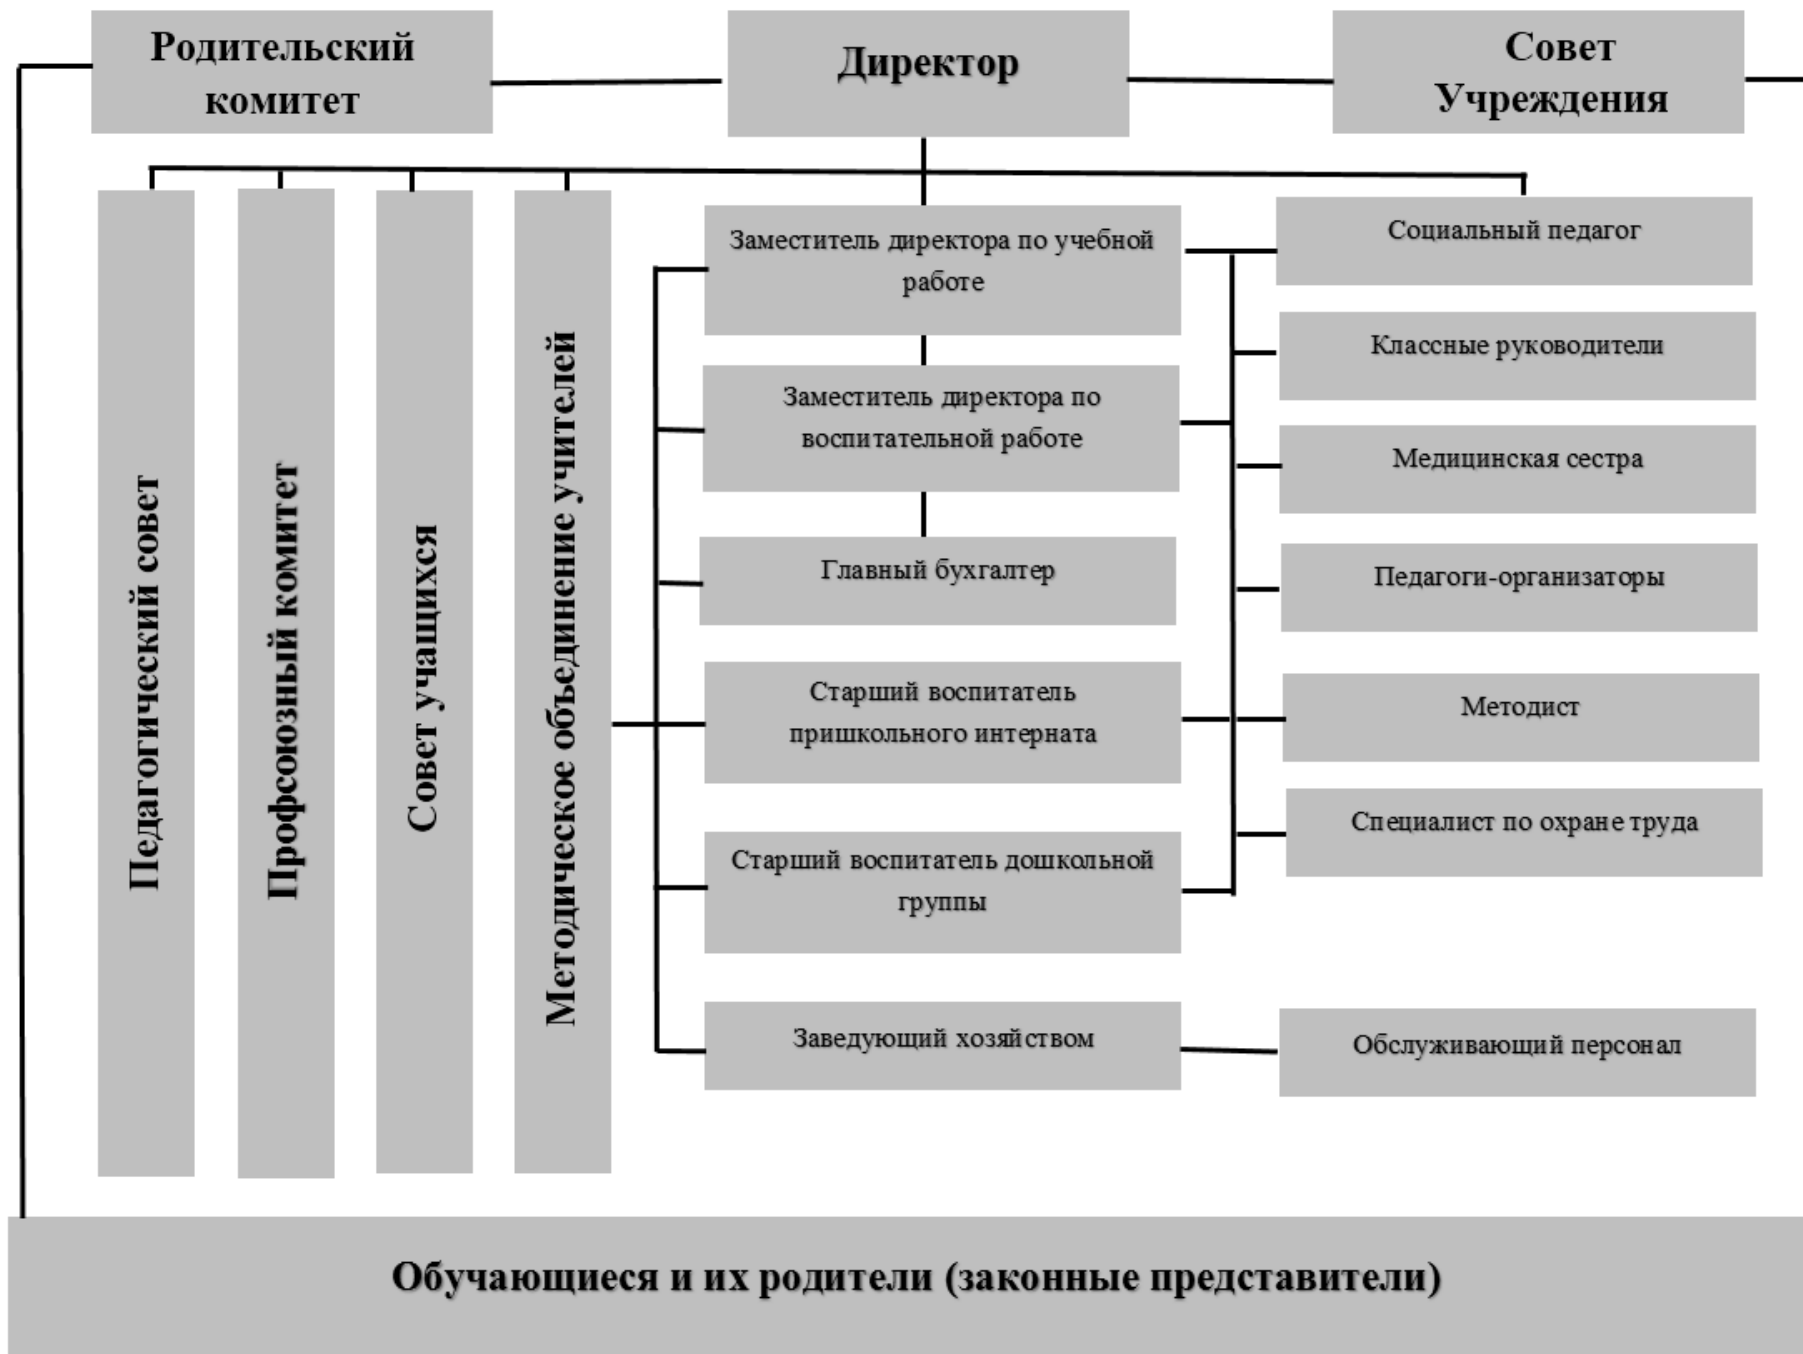 Родительский
комитет
Директор
Совет
Учреждения
Педагогический совет
Профсоюзный комитет
Совет учащихся
Методическое объединение учителей
Заместитель директора по учебной
работе
Заместитель директора по
воспитательной работе
Главный бухгалтер
Старший воспитатель
пришкольного интерната
Старший воспитатель дошкольной
группы
Заведующий хозяйством
Социальный педагог
Классные руководители
Медицинская сестра
Педагоги-организаторы
Методист
Специалист по охране труда
Обслуживающий персонал
Обучающиеся и их родители (законные представители)